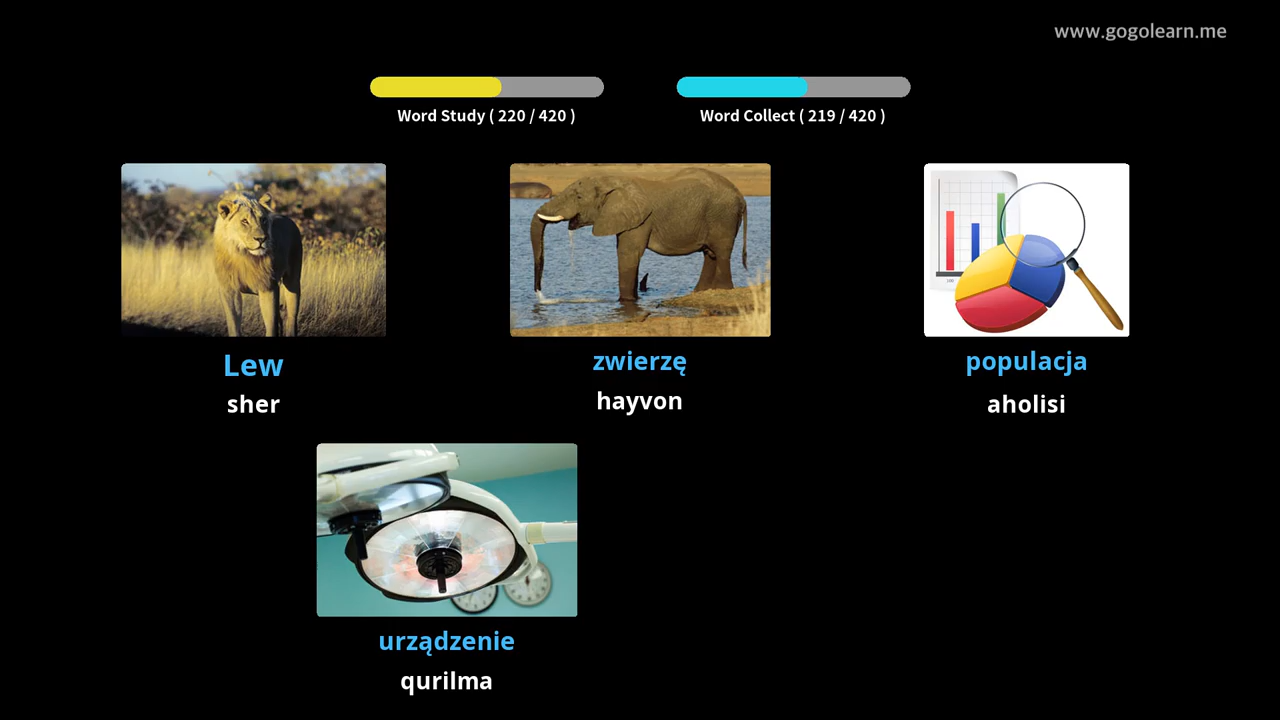 www.gogolearn.me
Word Study ( 220 / 420 )
Word Collect ( 219 / 420 )
Lew
sher
zwierzę
hayvon
populacja
aholisi
urządzenie
qurilma